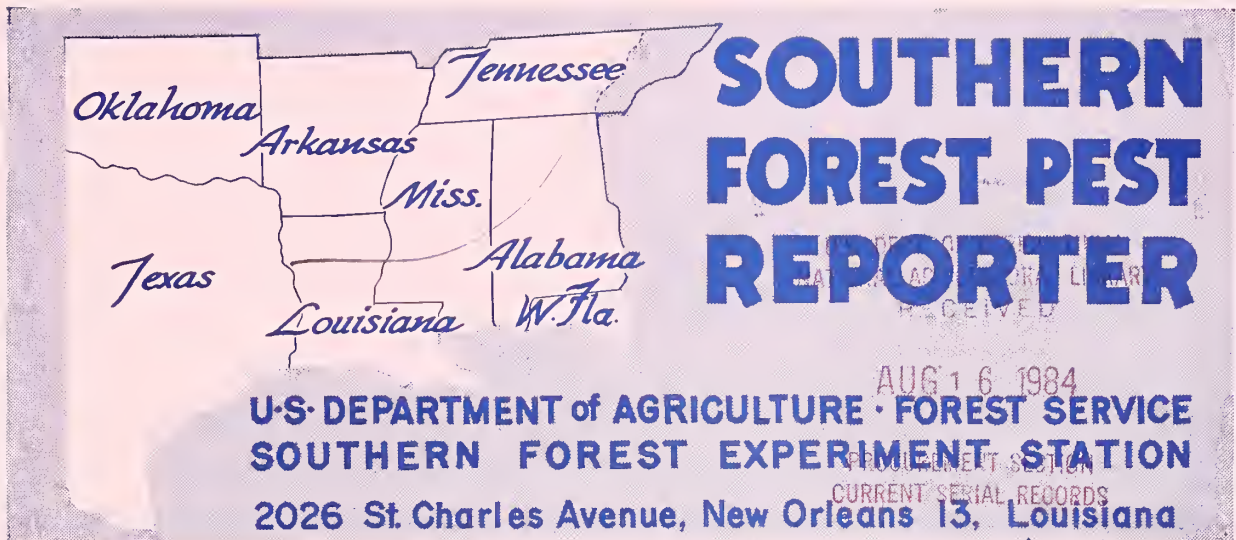 Oklahoma
Arkansas
Tennessee
Miss.
Texas
Louisiana
Alabama
W. Fla.
SOUTHERN
FOREST PEST
REPORTER
RECEIVED
AUG 16 1984
U·S· DEPARTMENT of AGRICULTURE · FOREST SERVICE
SOUTHERN FOREST EXPERIMENT STATION
PROCUREMENT SECTION
CURRENT SERIAL RECORDS
2026 St. Charles Avenue, New Orleans 13, Louisiana